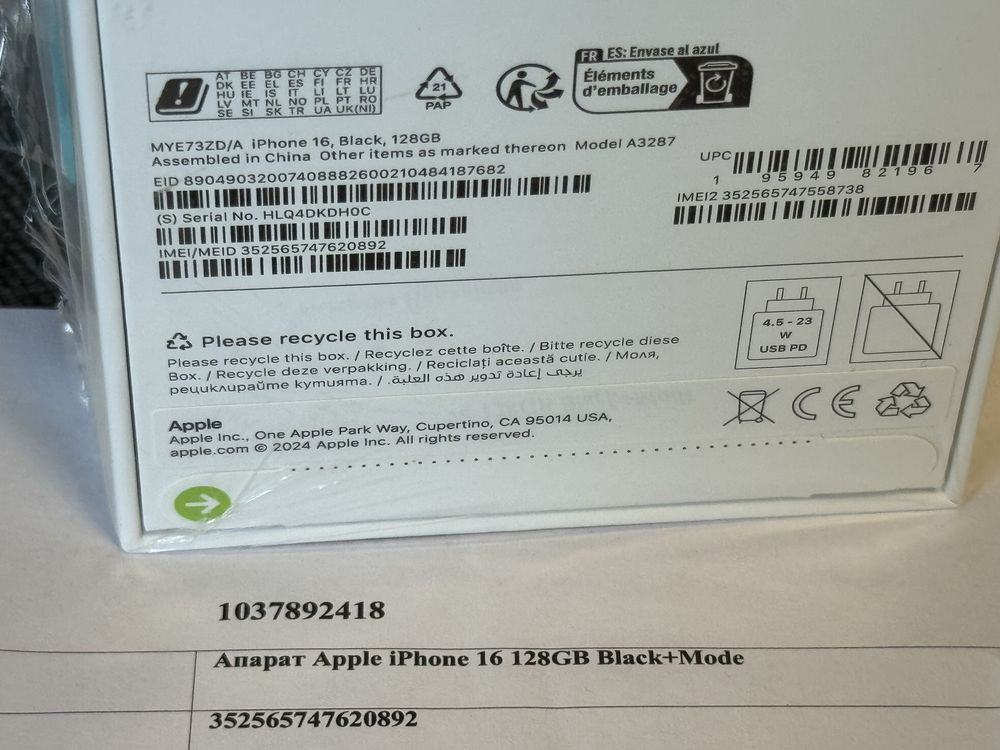 FR ES: Envase al azul
Éléments
d'emballage
AT BE BG CH CY CZ DE
DK EE EL ES FI FR HR
HU IE IS IT LI LT LU
LV MT NL NO PL PT RO
SE SI SK TR UA UK(NI)
21
PAP
MYE73ZD/A iPhone 16, Black, 128GB
Assembled in China Other items as marked thereon Model A3287
EID 89049032007408882600210484187682
UPC
1 95949 82196 7
(S) Serial No. HLQ4DKDH0C
IMEI2 352565747558738
IMEI/MEID 352565747620892
4.5 - 23
W
USB PD
Please recycle this box.
Please recycle this box. / Recyclez cette boîte. / Bitte recycle diese
Box. / Recycle deze verpakking. / Reciclați această cutie. / Моля,
рециклирайте кутията. / يرجى إعادة تدوير هذه العلبة.
Apple
Apple Inc., One Apple Park Way, Cupertino, CA 95014 USA,
apple.com © 2024 Apple Inc. All rights reserved.
CE
1037892418
Апарат Apple iPhone 16 128GB Black+Mode
352565747620892